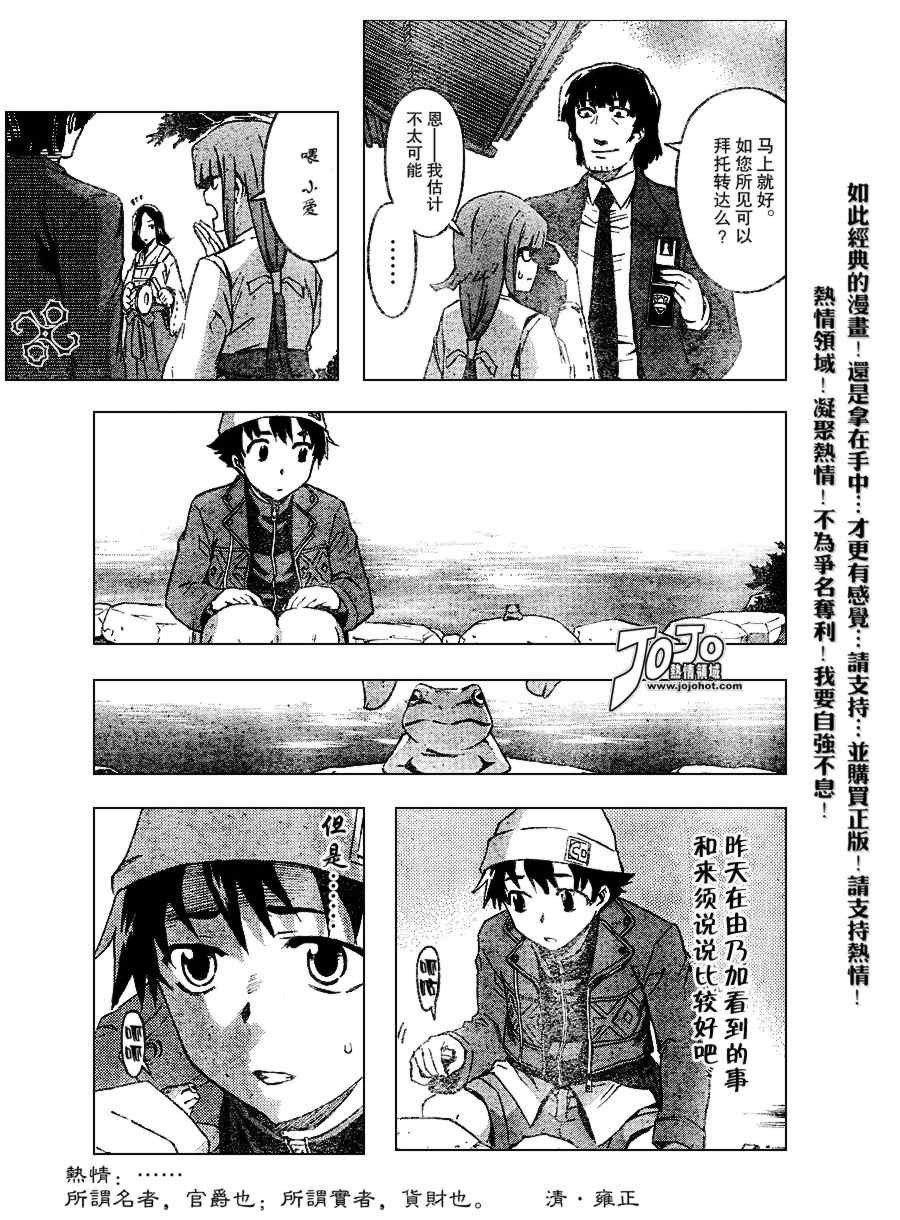 马上就好。
如您所见可以
拜托转达么？
恩——我估计
不太可能
……
喂 小爱
JoJo
熱情領域
www.jojohot.com
昨天在由乃加看到的事
和来须说说比较好吧
Co
但是……
如此經典的漫畫！還是拿在手中…才更有感覺…請支持…並購買正版！請支持熱情！
熱情領域！凝聚熱情！不為爭名奪利！我要自強不息！
熱情：……
所謂名者，官爵也；所謂實者，貨財也。 清·雍正